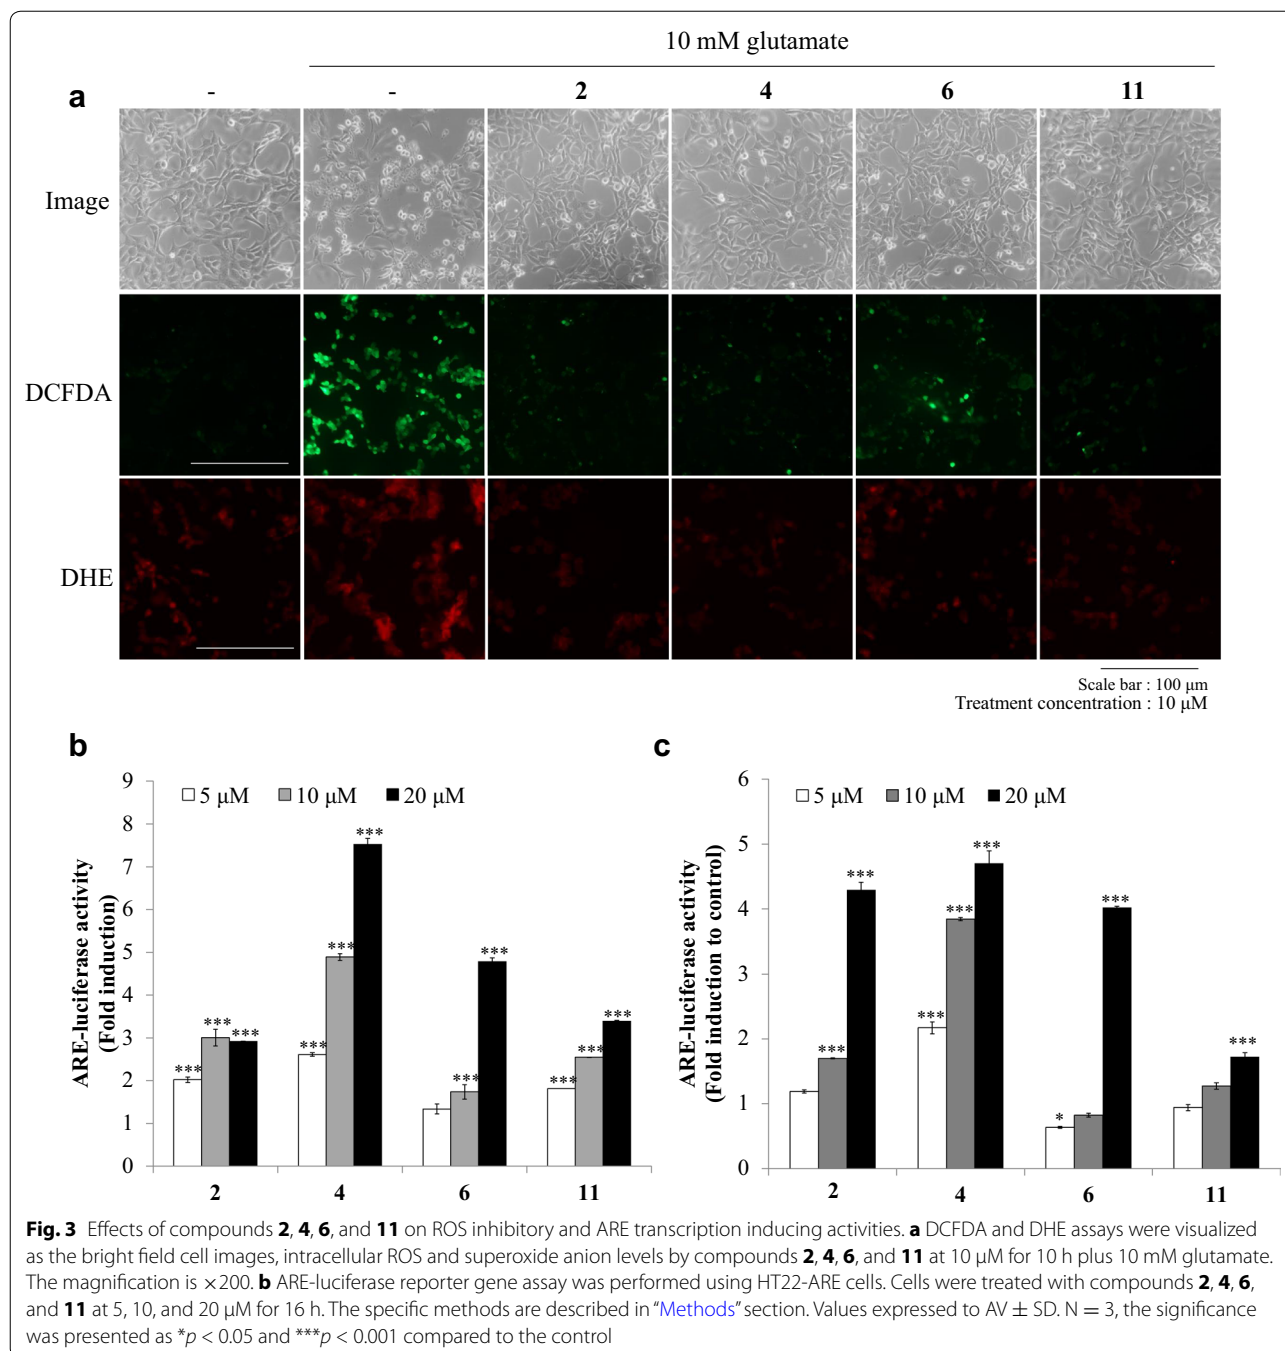 10 mM glutamate
a - - 2 4 6 11
Image
DCFDA
DHE
Scale bar : 100 μm
Treatment concentration : 10 μM
b
ARE-luciferase activity
(Fold induction)
9
8
7
6
5
4
3
2
1
0
5 μM 10 μM 20 μM
*** *** ***
*** *** ***
*** ***
*** *** ***
2 4 6 11
c
ARE-luciferase activity
(Fold induction to control)
6
5
4
3
2
1
0
5 μM 10 μM 20 μM
*** ***
*** *** ***
* ***
***
2 4 6 11
Fig. 3 Effects of compounds 2, 4, 6, and 11 on ROS inhibitory and ARE transcription inducing activities. a DCFDA and DHE assays were visualized
as the bright field cell images, intracellular ROS and superoxide anion levels by compounds 2, 4, 6, and 11 at 10 μM for 10 h plus 10 mM glutamate.
The magnification is ×200. b ARE-luciferase reporter gene assay was performed using HT22-ARE cells. Cells were treated with compounds 2, 4, 6,
and 11 at 5, 10, and 20 μM for 16 h. The specific methods are described in "Methods" section. Values expressed to AV ± SD. N = 3, the significance
was presented as *p < 0.05 and ***p < 0.001 compared to the control